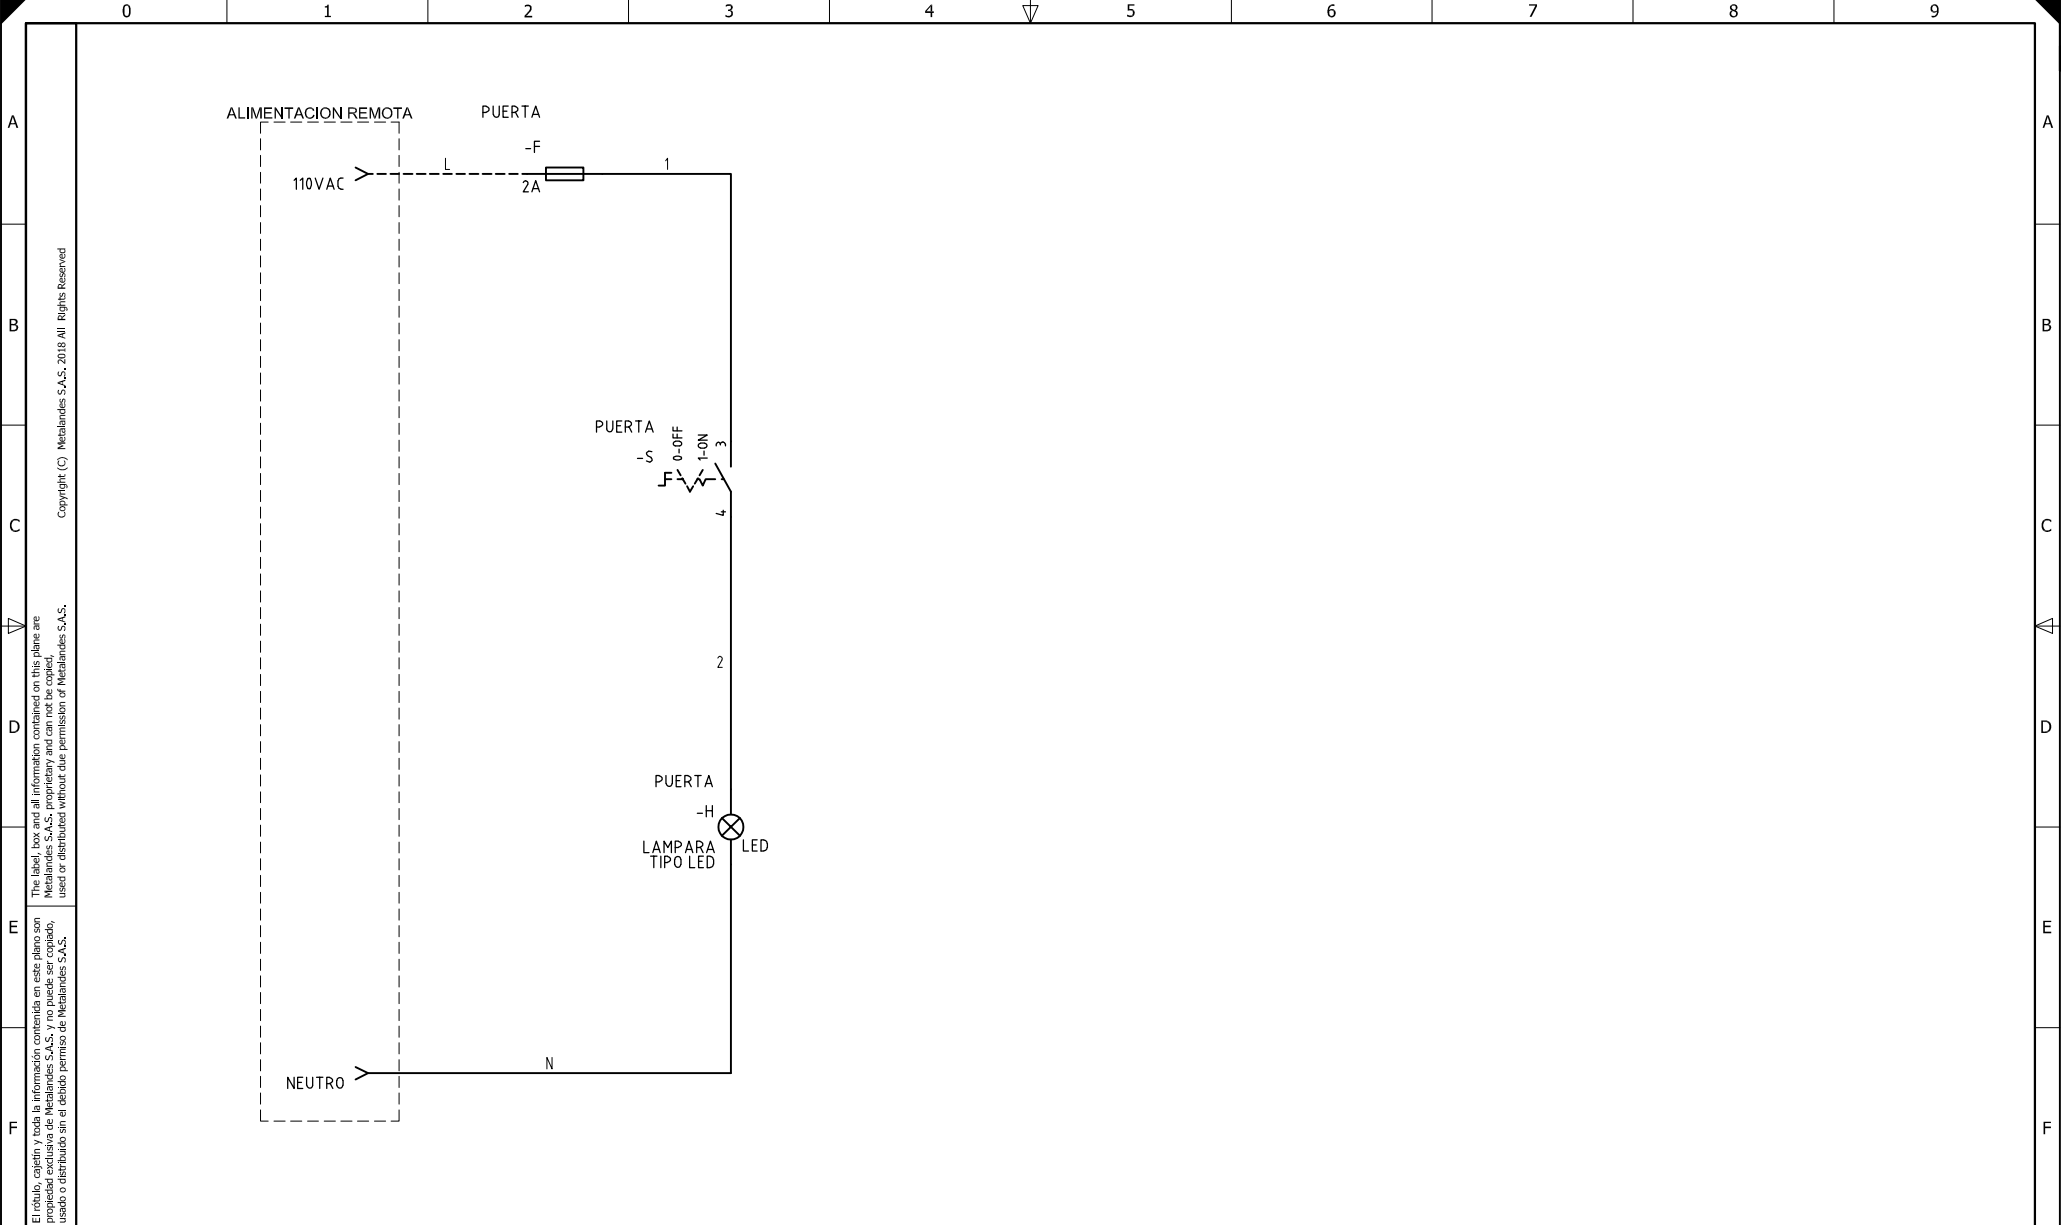 0 1 2 3 4 5 6 7 8 9
A A
B B
C C
D D
E E
F F
ALIMENTACION REMOTA
PUERTA
-F
L
1
110VAC
2A
PUERTA
-S
0-OFF
1-ON
3
4
2
PUERTA
-H
LAMPARA
TIPO LED
LED
N
NEUTRO
Copyright (C) Metalandes S.A.S. 2018 All Rights Reserved
The label, box and all information contained on this plane are
Metalandes S.A.S. proprietary and can not be copied,
used or distributed without due permission of Metalandes S.A.S.
El rótulo, cajetín y toda la información contenida en este plano son
propiedad exclusiva de Metalandes S.A.S. y no puede ser copiado,
usado o distribuido sin el debido permiso de Metalandes S.A.S.